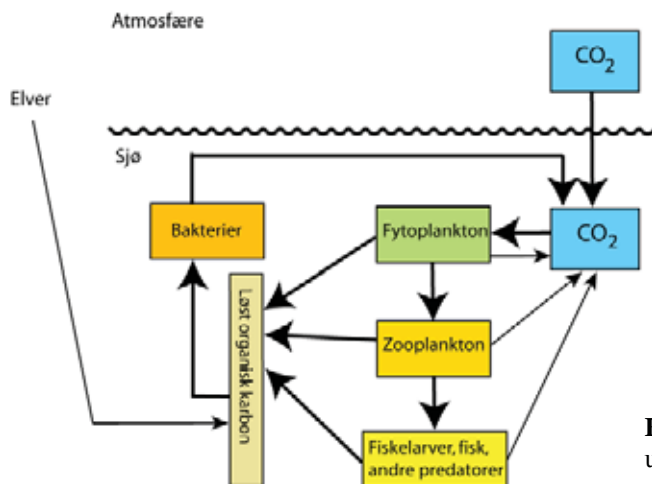 Atmosfære
CO2
Elver
Sjø
Bakterier
Fytoplankton
CO2
Løst organisk karbon
Zooplankton
Fiskelarver, fisk,
andre predatorer